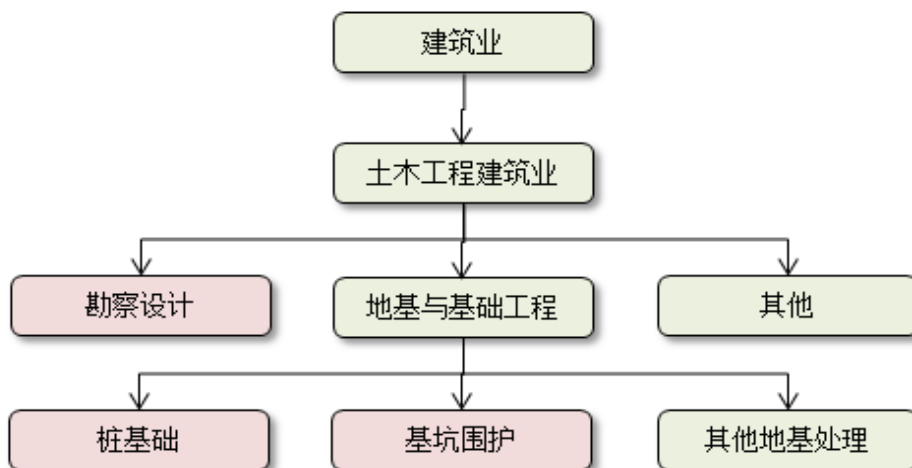 建筑业
土木工程建筑业
勘察设计
地基与基础工程
其他
桩基础
基坑围护
其他地基处理